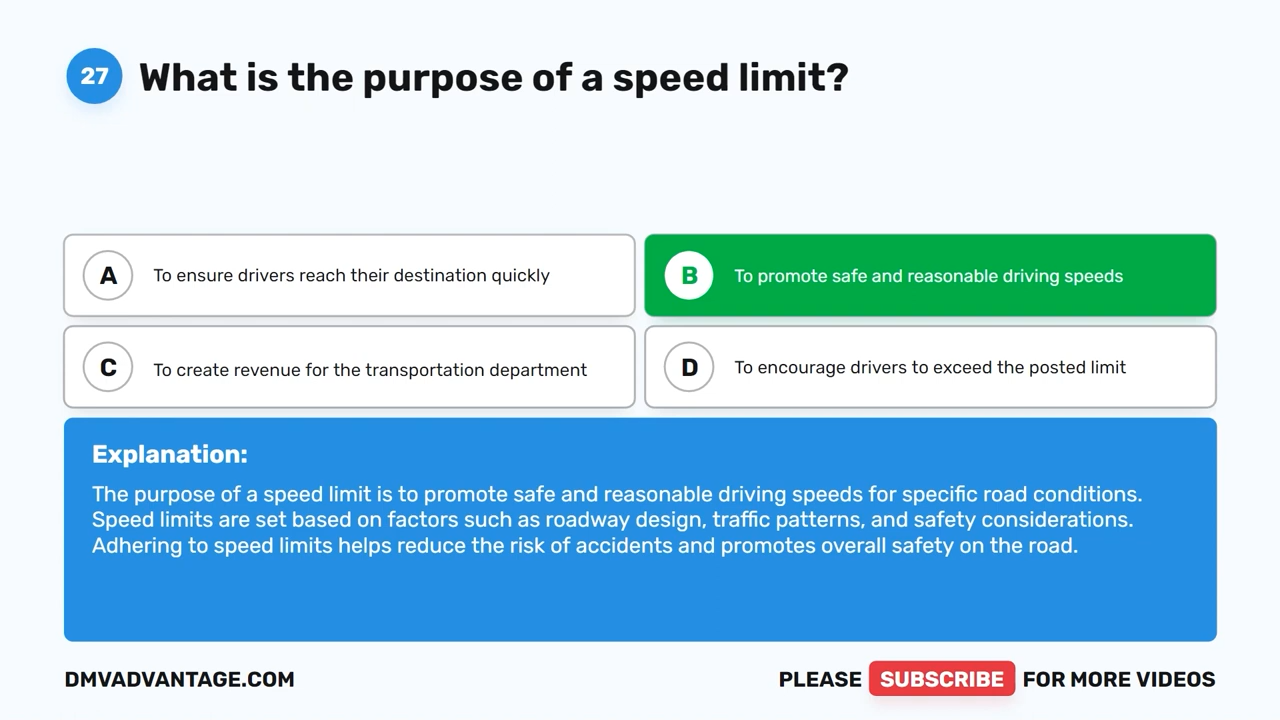 27 What is the purpose of a speed limit?
A To ensure drivers reach their destination quickly
B To promote safe and reasonable driving speeds
C To create revenue for the transportation department
D To encourage drivers to exceed the posted limit
Explanation:
The purpose of a speed limit is to promote safe and reasonable driving speeds for specific road conditions.
Speed limits are set based on factors such as roadway design, traffic patterns, and safety considerations.
Adhering to speed limits helps reduce the risk of accidents and promotes overall safety on the road.
DMVADVANTAGE.COM
PLEASE SUBSCRIBE FOR MORE VIDEOS